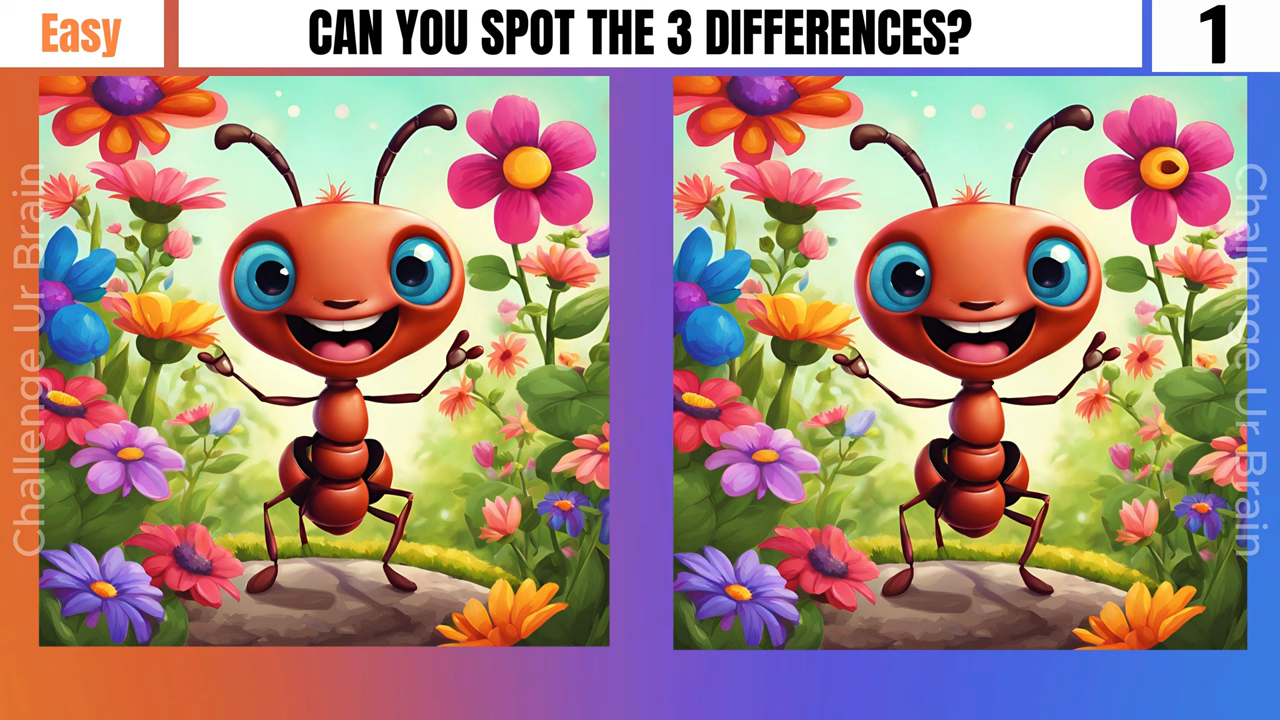 Easy
CAN YOU SPOT THE 3 DIFFERENCES?
1
Challenge Ur Brain
Challenge Ur Brain